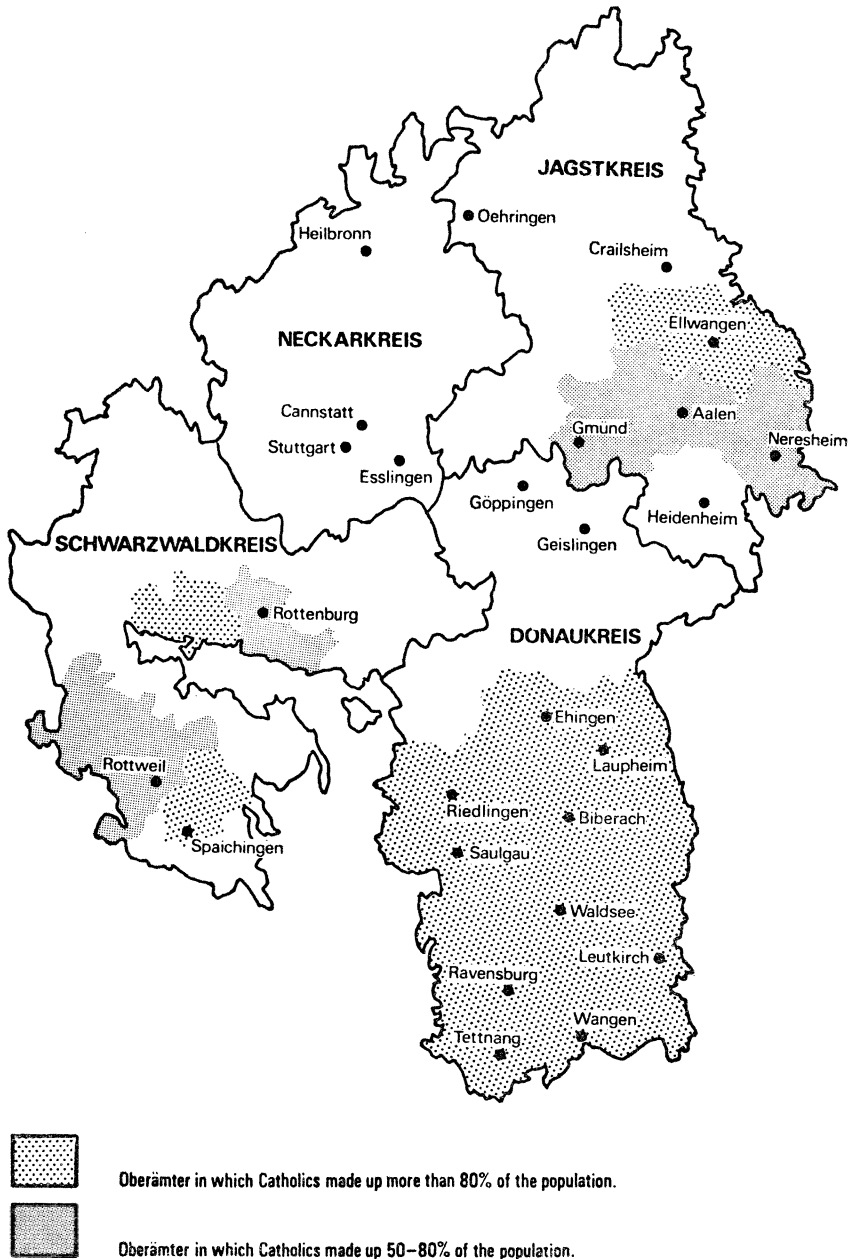 JAGSTKREIS
Oehringen
Heilbronn
Crailsheim
Ellwangen
NECKARKREIS
Cannstatt
Stuttgart
Esslingen
Aalen
Gmünd
Neresheim
Göppingen
Heidenheim
Geislingen
SCHWARZWALDKREIS
Rottenburg
DONAUKREIS
Ehingen
Laupheim
Rottweil
Riedlingen
Biberach
Spaichingen
Saulgau
Waldsee
Leutkirch
Ravensburg
Wangen
Tettnang
Oberämter in which Catholics made up more than 80% of the population.
Oberämter in which Catholics made up 50–80% of the population.